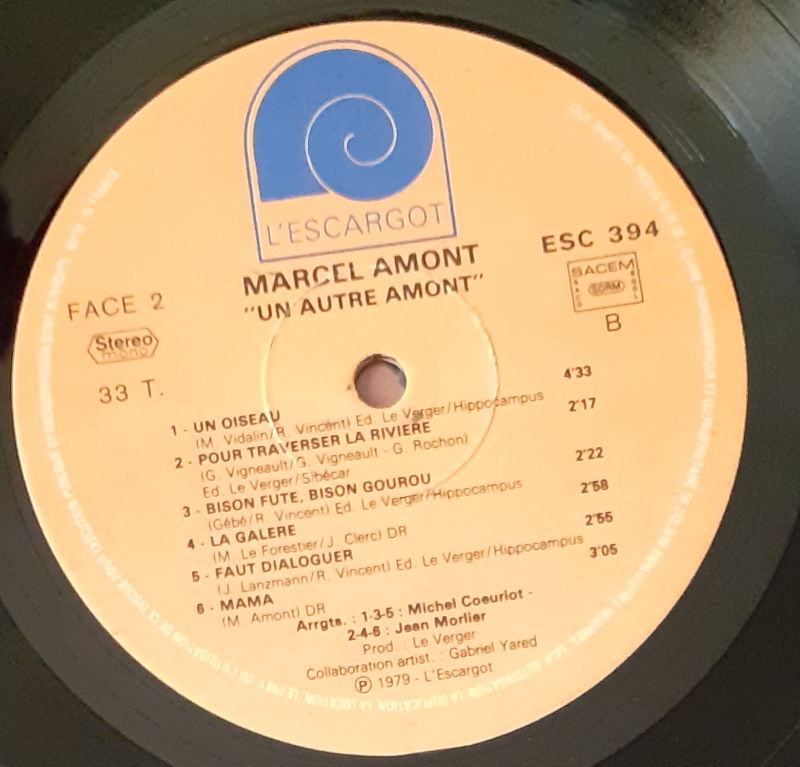 L'ESCARGOT
MARCEL AMONT
"UN AUTRE AMONT"
ESC 394
SACEM
B
FACE 2
Stereo
mono
33 T.
1 - UN OISEAU 4'33
(M. Vidalin/R. Vincent) Ed. Le Verger/Hippocampus
2 - POUR TRAVERSER LA RIVIERE 2'17
(G. Vigneault/G. Vigneault - G. Rochon)
Ed. Le Verger/Sibécar
3 - BISON FUTE, BISON GOUROU 2'22
(Gébé/R. Vincent) Ed. Le Verger/Hippocampus
4 - LA GALERE 2'58
(M. Le Forestier/J. Clerc) DR
5 - FAUT DIALOGUER 2'55
(J. Lanzmann/R. Vincent) Ed. Le Verger/Hippocampus
6 - MAMA 3'05
(M. Amont) DR
Arrgts. : 1-3-5 : Michel Coeuriot -
2-4-6 : Jean Morlier
Prod. : Le Verger
Collaboration artist. : Gabriel Yared
Ⓟ 1979 - L'Escargot